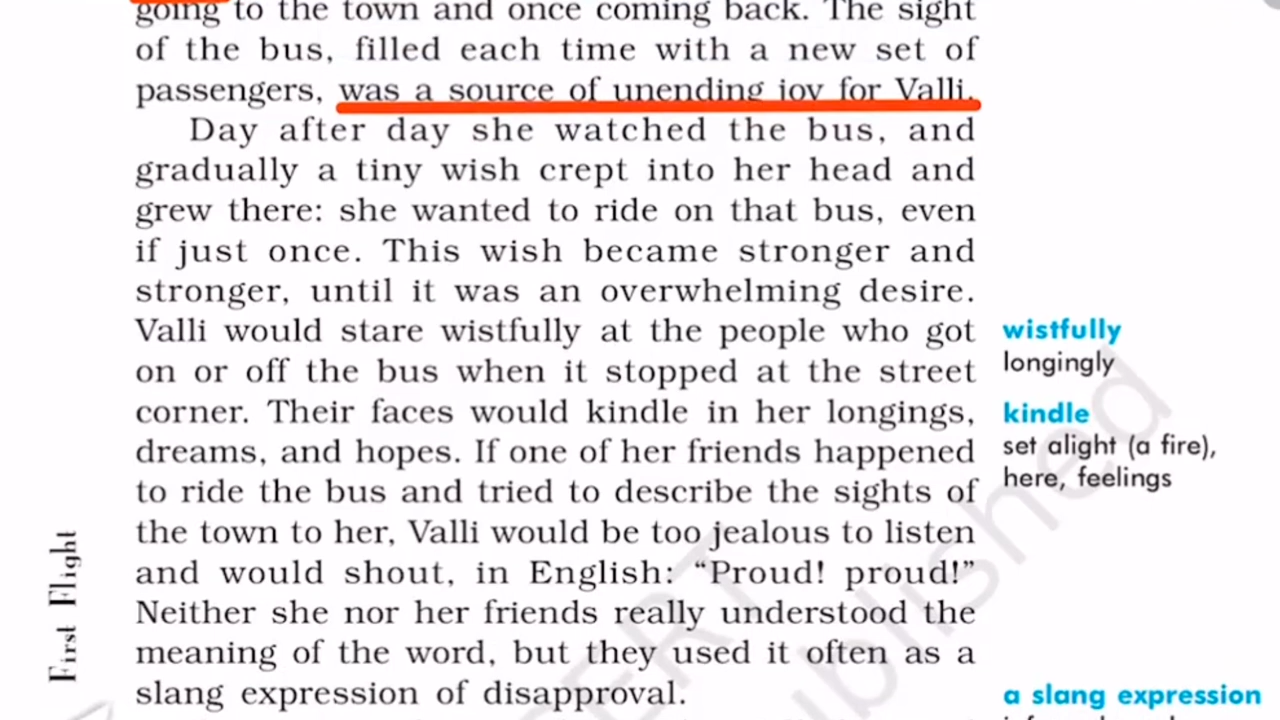 going to the town and once coming back. The sight
of the bus, filled each time with a new set of
passengers, was a source of unending joy for Valli.
Day after day she watched the bus, and
gradually a tiny wish crept into her head and
grew there: she wanted to ride on that bus, even
if just once. This wish became stronger and
stronger, until it was an overwhelming desire.
Valli would stare wistfully at the people who got
on or off the bus when it stopped at the street
corner. Their faces would kindle in her longings,
dreams, and hopes. If one of her friends happened
to ride the bus and tried to describe the sights of
the town to her, Valli would be too jealous to listen
and would shout, in English: “Proud! proud!”
Neither she nor her friends really understood the
meaning of the word, but they used it often as a
slang expression of disapproval.
wistfully
longingly
kindle
set alight (a fire),
here, feelings
a slang expression
First Flight